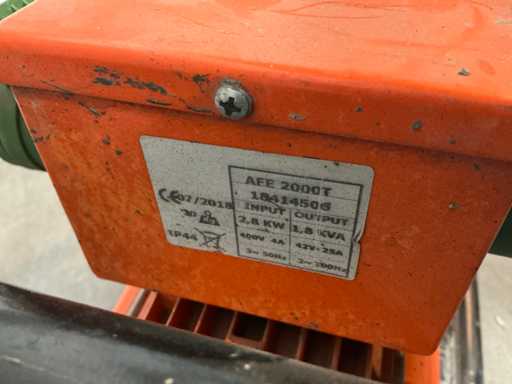 AFE 2000T
18414506
CE 07/2018
INPUT OUTPUT
2,8 KW 1,8 KVA
IP44
400V 4A 42V~25A
3~ 50Hz 3~ 200Hz